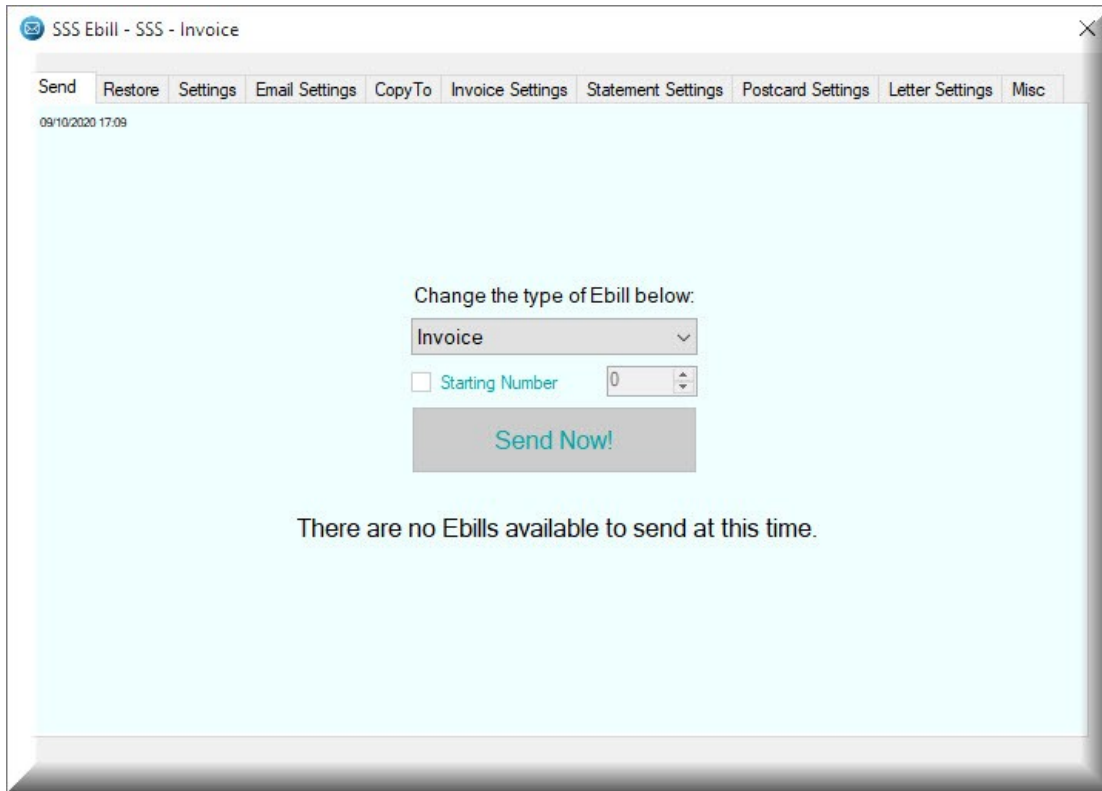 SSS Ebill - SSS - Invoice
Send Restore Settings Email Settings CopyTo Invoice Settings Statement Settings Postcard Settings Letter Settings Misc
09/10/2020 17:09
Change the type of Ebill below:
Invoice
Starting Number 0
Send Now!
There are no Ebills available to send at this time.